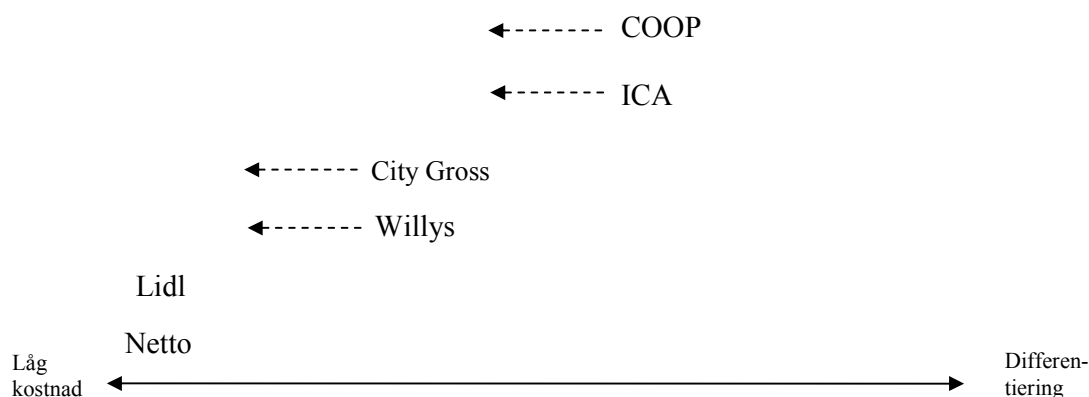 COOP
ICA
City Gross
Willys
Lidl
Netto
Låg
kostnad
Differen-
tiering